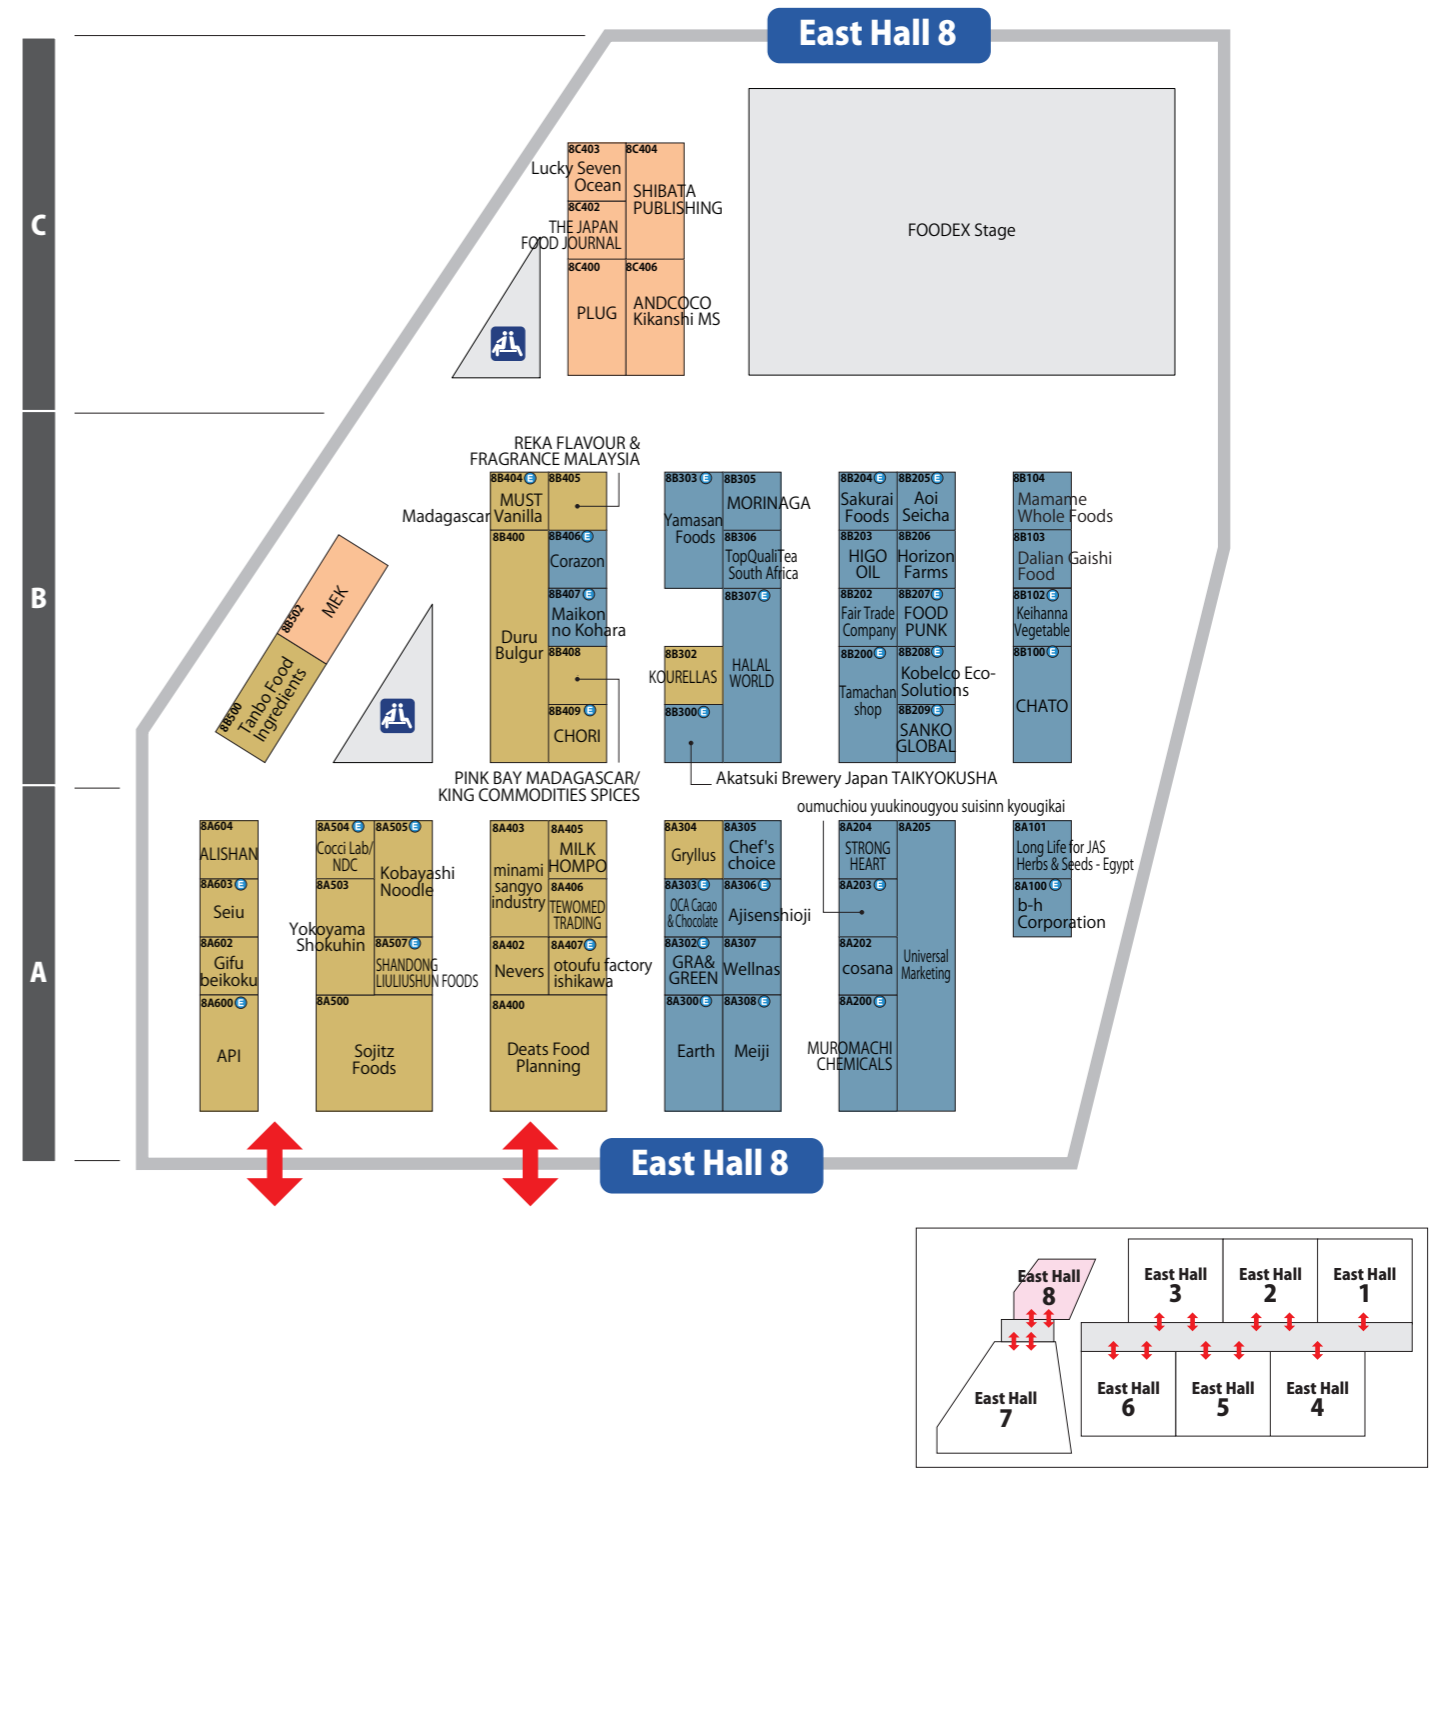 East Hall 8
C
8C403
Lucky Seven
Ocean
8C404
SHIBATA
PUBLISHING
8C402
THE JAPAN
FOOD JOURNAL
8C400
PLUG
8C406
ANDCOCO
Kikanshi MS
FOODEX Stage
B
REKA FLAVOUR &
FRAGRANCE MALAYSIA
8B404 E
MUST
Madagascar Vanilla
8B405
8B400
Duru
Bulgur
8B406 E
Corazon
8B407 E
Maikon
no Kohara
8B408
8B409 E
CHORI
PINK BAY MADAGASCAR/
KING COMMODITIES SPICES
8B303 E
Yamasan
Foods
8B305
MORINAGA
8B306
TopQualiTea
South Africa
8B307 E
HALAL
WORLD
8B302
KOURELLAS
8B300 E
Akatsuki Brewery Japan TAIKYOKUSHA
8B204 E
Sakurai
Foods
8B205 E
Aoi
Seicha
8B203
HIGO
OIL
8B206
Horizon
Farms
8B202
Fair Trade
Company
8B207 E
FOOD
PUNK
8B200 E
Tamachan
shop
8B208 E
Kobelco Eco-
Solutions
8B209 E
SANKO
GLOBAL
8B104
Mamame
Whole Foods
8B103
Dalian Gaishi
Food
8B102 E
Keihanna
Vegetable
8B100 E
CHATO
8B502
MEK
8B500
Tanbo Food
Ingredients
A
8A604
ALISHAN
8A603 E
Seiu
8A602
Gifu
beikoku
8A600 E
API
8A504 E
Cocci Lab/
NDC
8A505 E
Kobayashi
Noodle
8A503
Yokoyama
Shokuhin
8A507 E
SHANDONG
LIULIUSHUN FOODS
8A500
Sojitz
Foods
8A403
minami
sangyo
industry
8A405
MILK
HOMPO
8A406
TEWOMED
TRADING
8A402
Nevers
8A407 E
otoufu factory
ishikawa
8A400
Deats Food
Planning
8A304
Gryllus
8A305
Chef's
choice
8A303 E
OCA Cacao
& Chocolate
8A306 E
Ajisenshioji
8A302 E
GRA&
GREEN
8A307
Wellnas
8A300 E
Earth
8A308 E
Meiji
oumuchiou yuukinougyou suisinn kyougikai
8A204
STRONG
HEART
8A205
Universal
Marketing
8A203 E
8A202
cosana
8A200 E
MUROMACHI
CHEMICALS
8A101
Long Life for JAS
Herbs & Seeds - Egypt
8A100 E
b-h
Corporation
East Hall 8
East Hall
8
East Hall
3
East Hall
2
East Hall
1
East Hall
7
East Hall
6
East Hall
5
East Hall
4